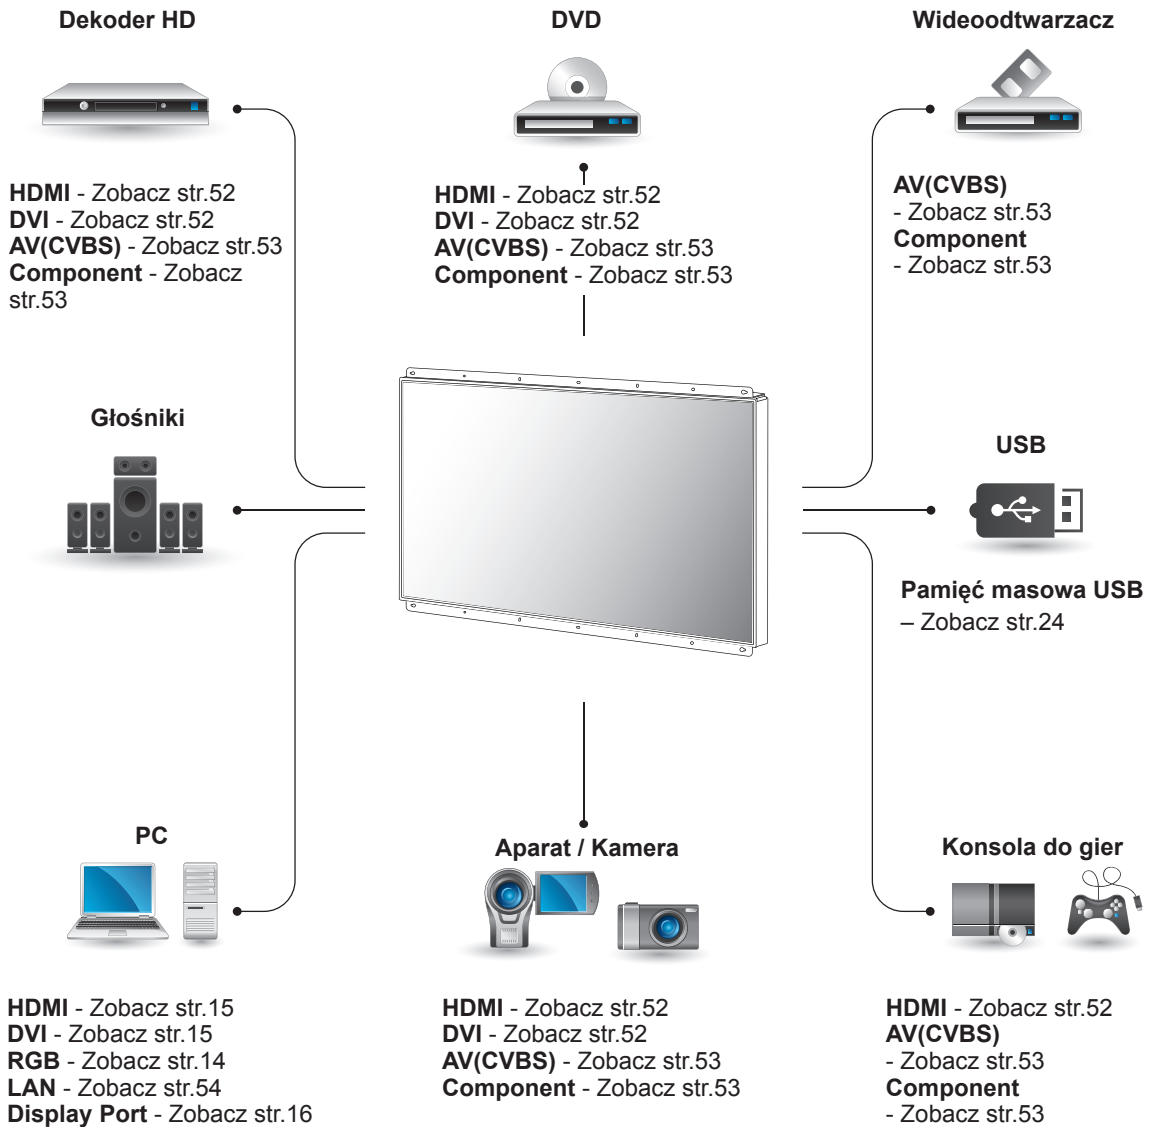 Dekoder HD
HDMI - Zobacz str.52
DVI - Zobacz str.52
AV(CVBS) - Zobacz str.53
Component - Zobacz
str.53
DVD
HDMI - Zobacz str.52
DVI - Zobacz str.52
AV(CVBS) - Zobacz str.53
Component - Zobacz str.53
Wideoodtwarzacz
AV(CVBS)
- Zobacz str.53
Component
- Zobacz str.53
Głośniki
USB
Pamięć masowa USB
– Zobacz str.24
PC
HDMI - Zobacz str.15
DVI - Zobacz str.15
RGB - Zobacz str.14
LAN - Zobacz str.54
Display Port - Zobacz str.16
Aparat / Kamera
HDMI - Zobacz str.52
DVI - Zobacz str.52
AV(CVBS) - Zobacz str.53
Component - Zobacz str.53
Konsola do gier
HDMI - Zobacz str.52
AV(CVBS)
- Zobacz str.53
Component
- Zobacz str.53